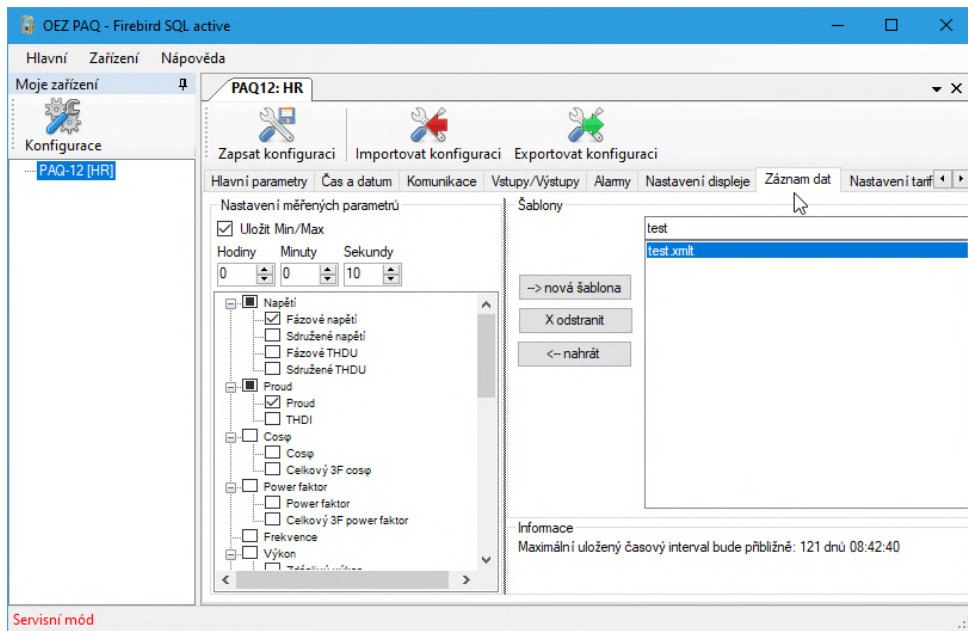 OEZ PAQ - Firebird SQL active
Hlavní Zařízení Nápověda
Moje zařízení
Konfigurace
PAQ-12 [HR]
PAQ12: HR
Zapsat konfiguraci Importovat konfiguraci Exportovat konfiguraci
Hlavní parametry Čas a datum Komunikace Vstupy/Výstupy Alarmy Nastavení displeje Záznam dat Nastavení tarif
Nastavení měřených parametrů
Uložit Min/Max
Hodiny Minuty Sekundy
0 0 10
Napětí
Fázové napětí
Sdružené napětí
Fázové THDU
Sdružené THDU
Proud
Proud
THDI
Cosφ
Cosφ
Celkový 3F cosφ
Power faktor
Power faktor
Celkový 3F power faktor
Frekvence
Výkon
Šablony
test
test.xmlt
--> nová šablona
X odstranit
<-- nahrát
Informace
Maximální uložený časový interval bude přibližně: 121 dnů 08:42:40
Servisní mód